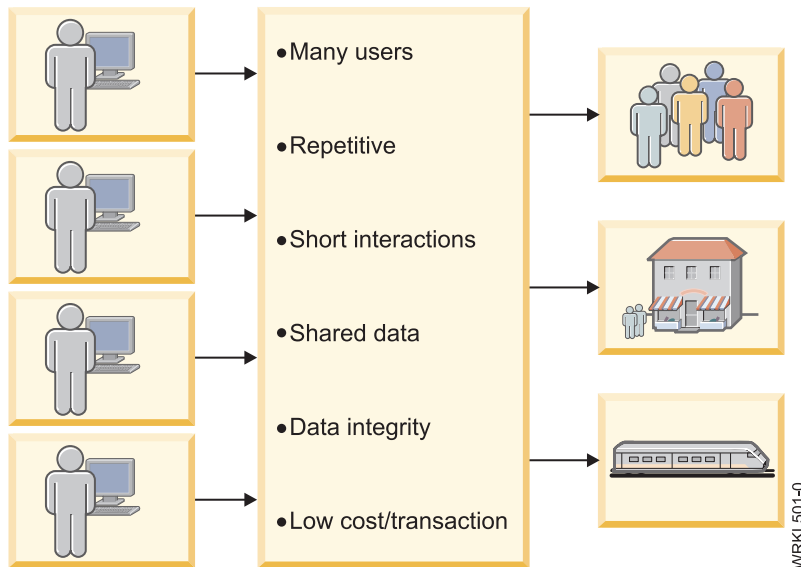 •Many users
•Repetitive
•Short interactions
•Shared data
•Data integrity
•Low cost/transaction
WRKL501-0